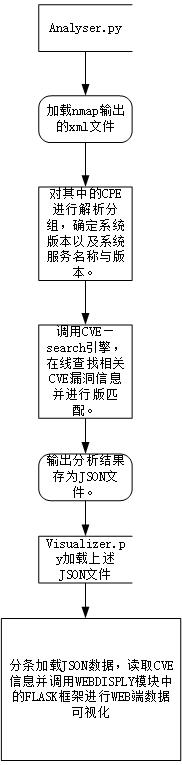 Analyser.py
加载nmap输出
的xml文件
对其中的CPE
进行解析分
组，确定系统
版本以及系统
服务名称与版
本。
调用CVE－
search引擎，
在线查找相关
CVE漏洞信息
并进行版匹
配。
输出分析结果
存为JSON文
件。
Visualizer.p
y加载上述
JSON文件
分条加载JSON数据，读取CVE
信息并调用WEBDISPLY模块中
的FLASK框架进行WEB端数据
可视化